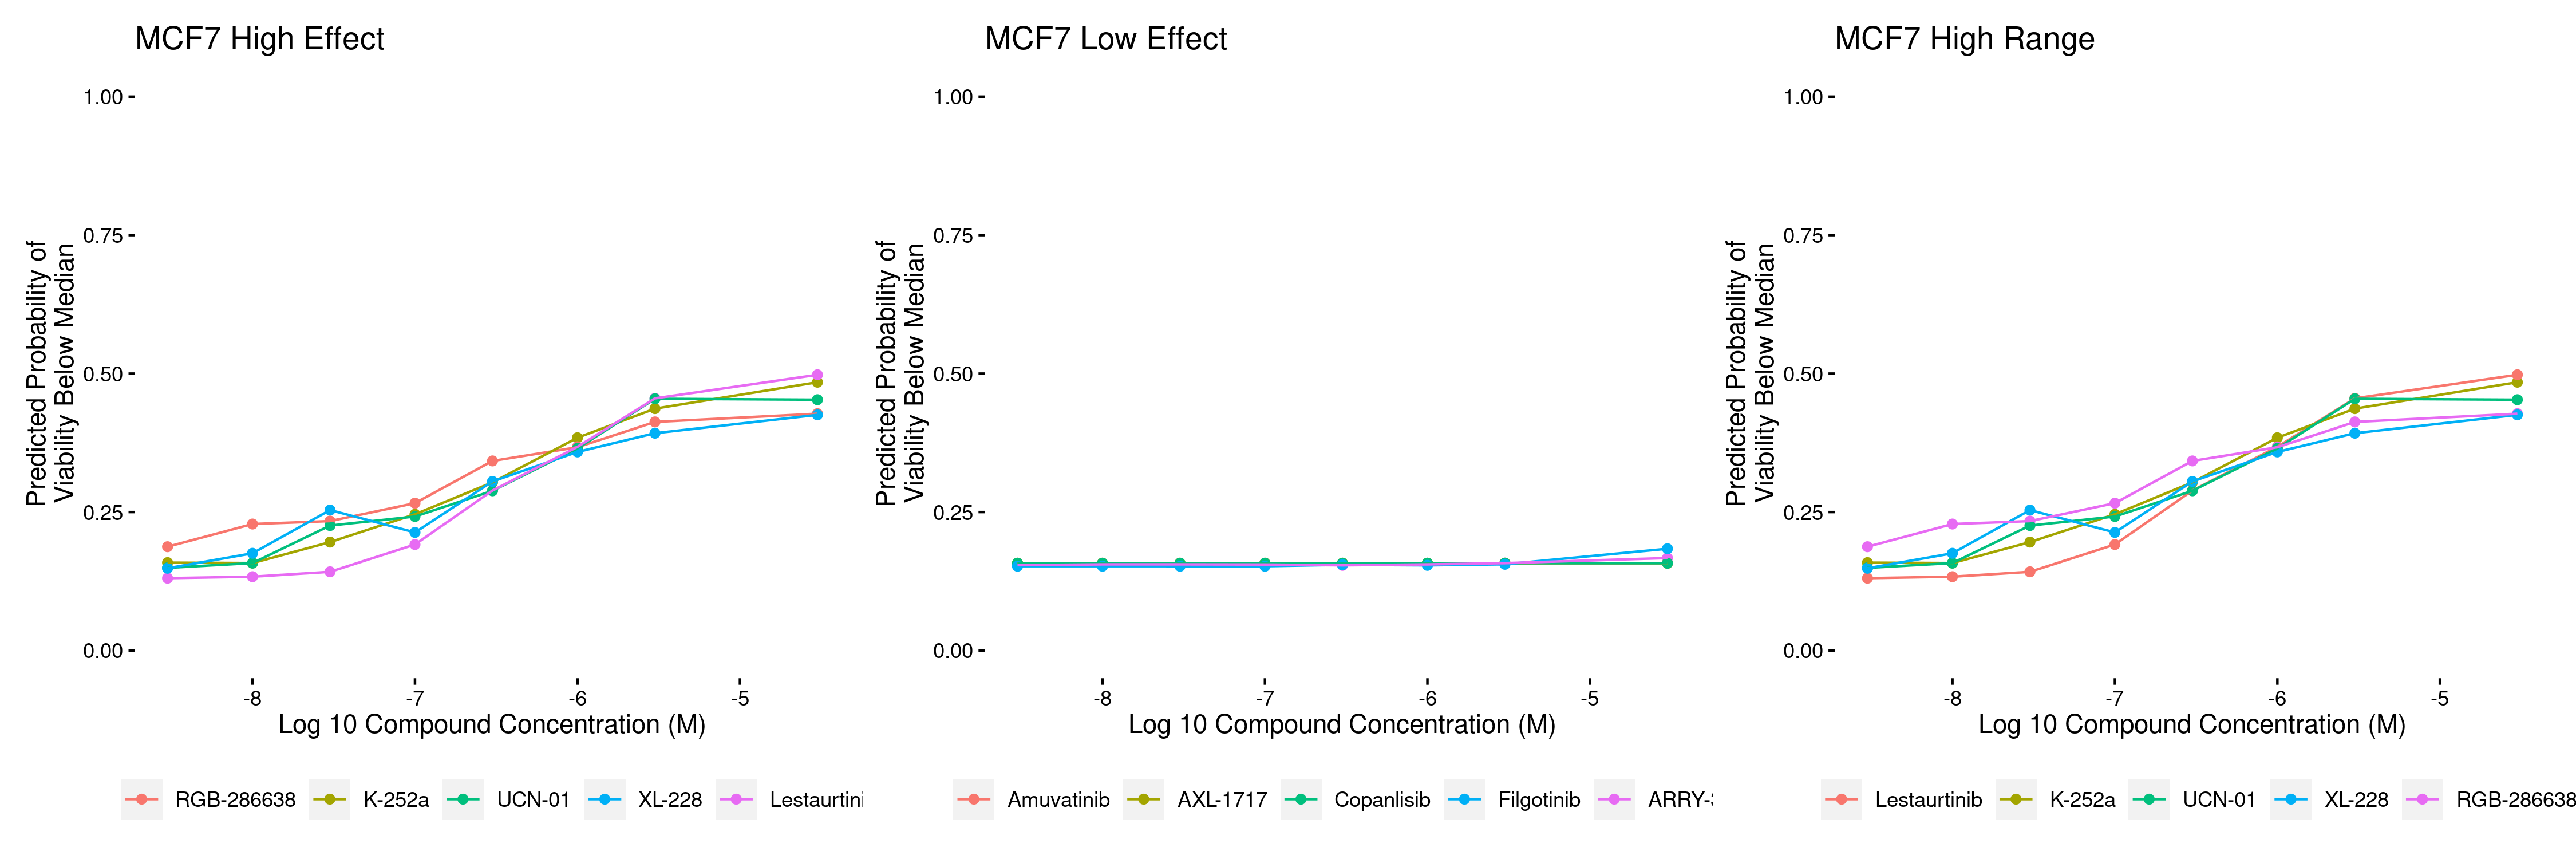 MCF7 High Effect
1.00
0.75
0.50
0.25
0.00
Predicted Probability of
Viability Below Median
-8 -7 -6 -5
Log 10 Compound Concentration (M)
RGB-286638 K-252a UCN-01 XL-228 Lestaurtini
MCF7 Low Effect
1.00
0.75
0.50
0.25
0.00
Predicted Probability of
Viability Below Median
-8 -7 -6 -5
Log 10 Compound Concentration (M)
Amuvatinib AXL-1717 Copanlisib Filgotinib ARRY-
MCF7 High Range
1.00
0.75
0.50
0.25
0.00
Predicted Probability of
Viability Below Median
-8 -7 -6 -5
Log 10 Compound Concentration (M)
Lestaurtinib K-252a UCN-01 XL-228 RGB-286638